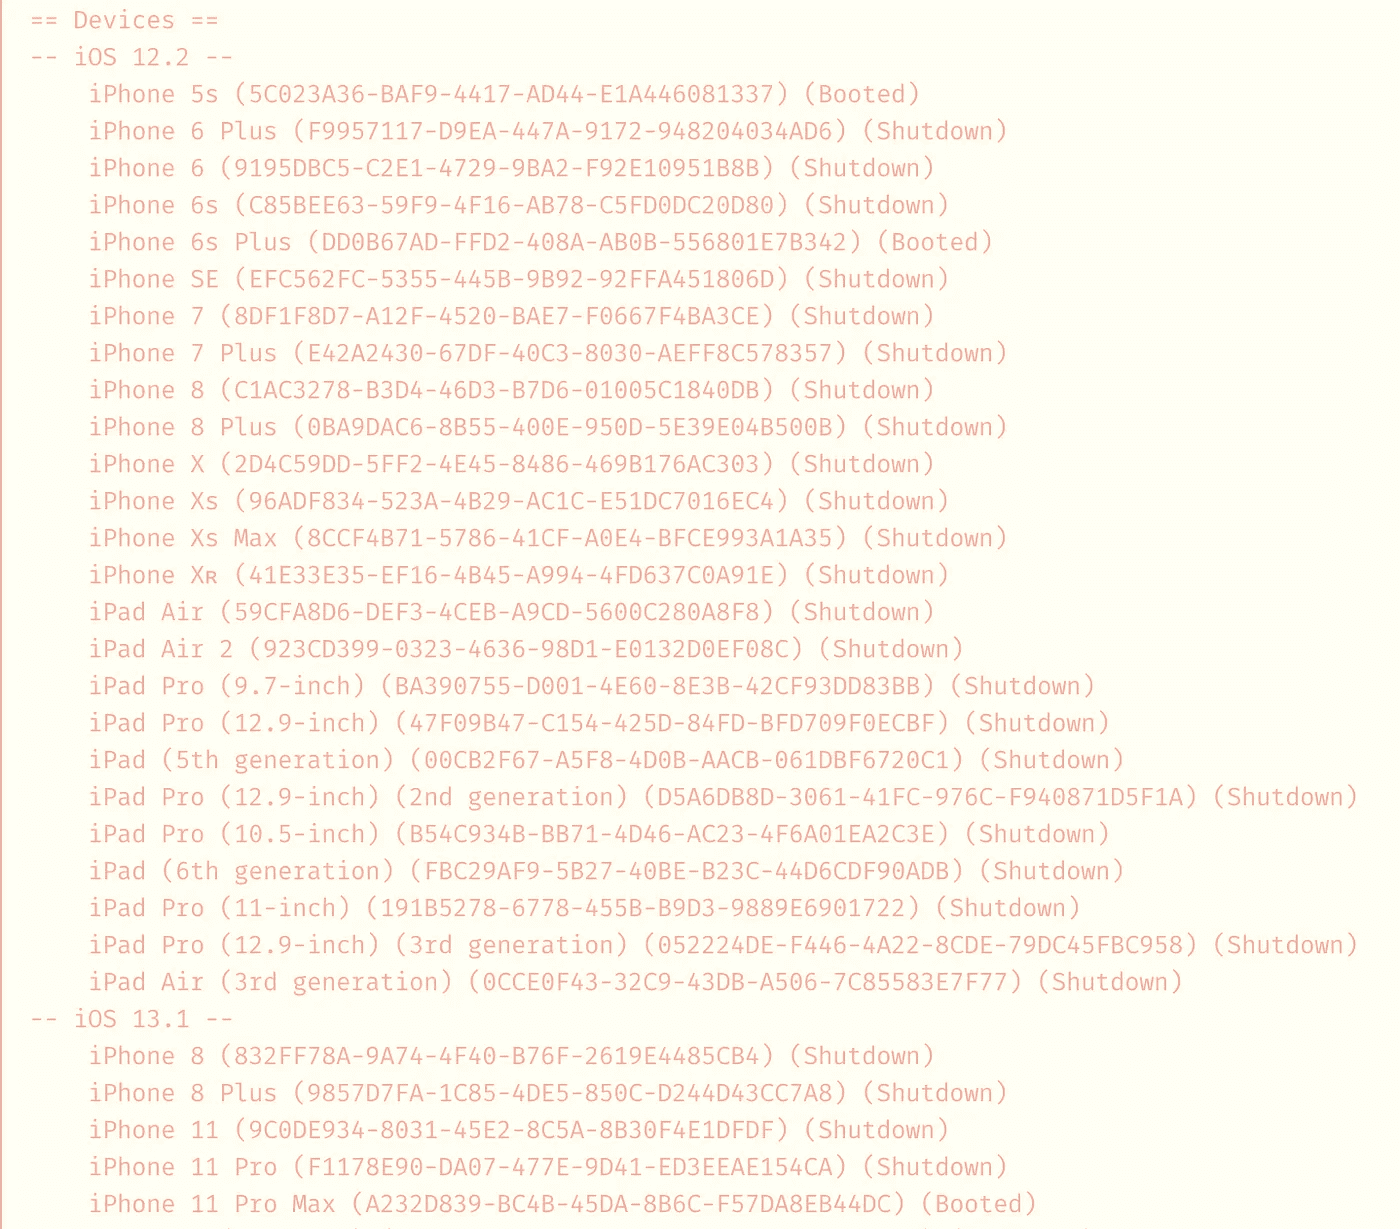 == Devices ==
-- iOS 12.2 --
iPhone 5s (5C023A36-BAF9-4417-AD44-E1A446081337) (Booted)
iPhone 6 Plus (F9957117-D9EA-447A-9172-948204034AD6) (Shutdown)
iPhone 6 (9195DBC5-C2E1-4729-9BA2-F92E10951B8B) (Shutdown)
iPhone 6s (C85BEE63-59F9-4F16-AB78-C5FD0DC20D80) (Shutdown)
iPhone 6s Plus (DD0B67AD-FFD2-408A-AB0B-556801E7B342) (Booted)
iPhone SE (EFC562FC-5355-445B-9B92-92FFA451806D) (Shutdown)
iPhone 7 (8DF1F8D7-A12F-4520-BAE7-F0667F4BA3CE) (Shutdown)
iPhone 7 Plus (E42A2430-67DF-40C3-8030-AEFF8C578357) (Shutdown)
iPhone 8 (C1AC3278-B3D4-46D3-B7D6-01005C1840DB) (Shutdown)
iPhone 8 Plus (0BA9DAC6-8B55-400E-950D-5E39E04B500B) (Shutdown)
iPhone X (2D4C59DD-5FF2-4E45-8486-469B176AC303) (Shutdown)
iPhone Xs (96ADF834-523A-4B29-AC1C-E51DC7016EC4) (Shutdown)
iPhone Xs Max (8CCF4B71-5786-41CF-A0E4-BFCE993A1A35) (Shutdown)
iPhone Xʀ (41E33E35-EF16-4B45-A994-4FD637C0A91E) (Shutdown)
iPad Air (59CFA8D6-DEF3-4CEB-A9CD-5600C280A8F8) (Shutdown)
iPad Air 2 (923CD399-0323-4636-98D1-E0132D0EF08C) (Shutdown)
iPad Pro (9.7-inch) (BA390755-D001-4E60-8E3B-42CF93DD83BB) (Shutdown)
iPad Pro (12.9-inch) (47F09B47-C154-425D-84FD-BFD709F0ECBF) (Shutdown)
iPad (5th generation) (00CB2F67-A5F8-4D0B-AACB-061DBF6720C1) (Shutdown)
iPad Pro (12.9-inch) (2nd generation) (D5A6DB8D-3061-41FC-976C-F940871D5F1A) (Shutdown)
iPad Pro (10.5-inch) (B54C934B-BB71-4D46-AC23-4F6A01EA2C3E) (Shutdown)
iPad (6th generation) (FBC29AF9-5B27-40BE-B23C-44D6CDF90ADB) (Shutdown)
iPad Pro (11-inch) (191B5278-6778-455B-B9D3-9889E6901722) (Shutdown)
iPad Pro (12.9-inch) (3rd generation) (052224DE-F446-4A22-8CDE-79DC45FBC958) (Shutdown)
iPad Air (3rd generation) (0CCE0F43-32C9-43DB-A506-7C85583E7F77) (Shutdown)
-- iOS 13.1 --
iPhone 8 (832FF78A-9A74-4F40-B76F-2619E4485CB4) (Shutdown)
iPhone 8 Plus (9857D7FA-1C85-4DE5-850C-D244D43CC7A8) (Shutdown)
iPhone 11 (9C0DE934-8031-45E2-8C5A-8B30F4E1DFDF) (Shutdown)
iPhone 11 Pro (F1178E90-DA07-477E-9D41-ED3EEAE154CA) (Shutdown)
iPhone 11 Pro Max (A232D839-BC4B-45DA-8B6C-F57DA8EB44DC) (Booted)